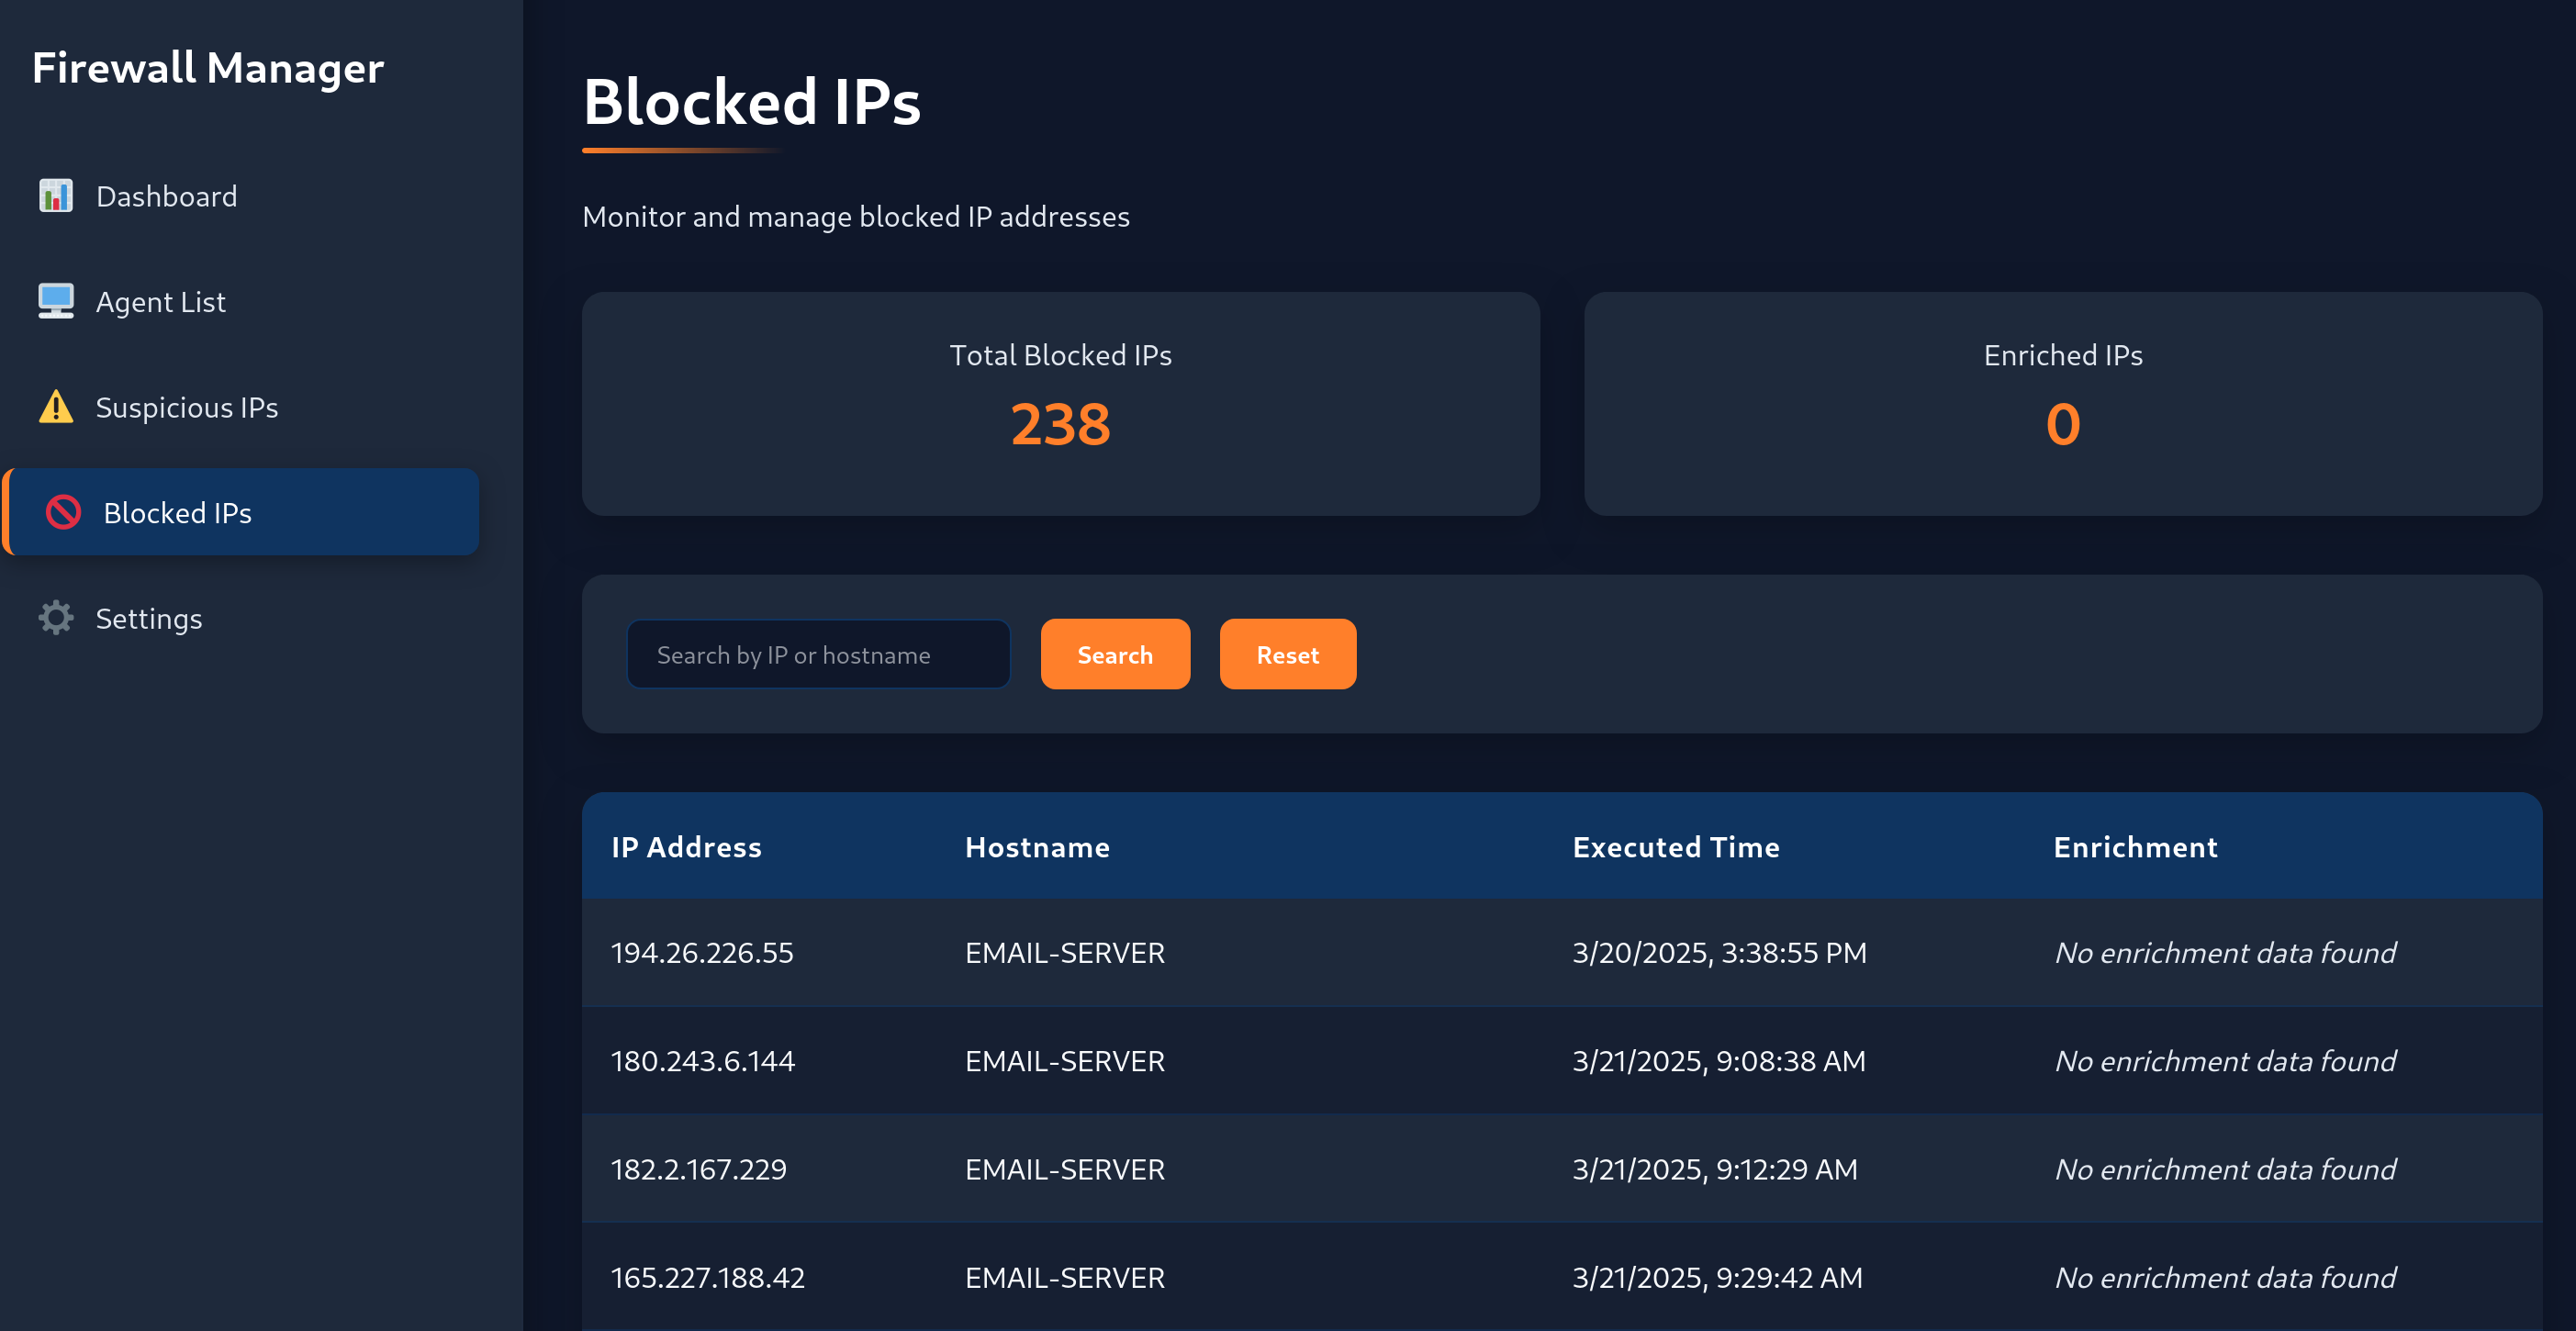 Firewall Manager
Dashboard
Agent List
Suspicious IPs
Blocked IPs
Settings
Blocked IPs
Monitor and manage blocked IP addresses
Total Blocked IPs
238
Enriched IPs
0
Search by IP or hostname
Search
Reset
IP Address Hostname Executed Time Enrichment
194.26.226.55 EMAIL-SERVER 3/20/2025, 3:38:55 PM No enrichment data found
180.243.6.144 EMAIL-SERVER 3/21/2025, 9:08:38 AM No enrichment data found
182.2.167.229 EMAIL-SERVER 3/21/2025, 9:12:29 AM No enrichment data found
165.227.188.42 EMAIL-SERVER 3/21/2025, 9:29:42 AM No enrichment data found